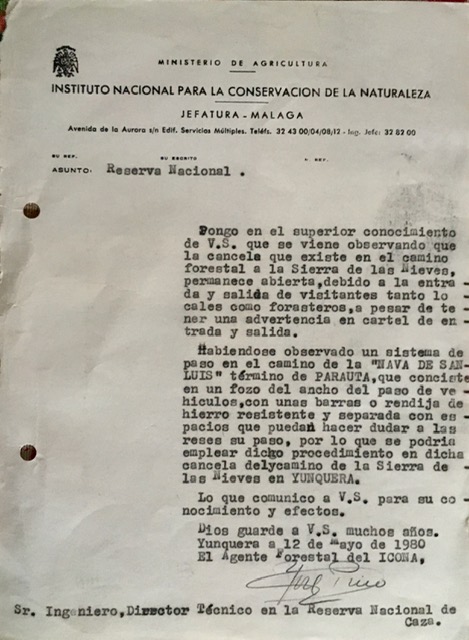 MINISTERIO DE AGRICULTURA
INSTITUTO NACIONAL PARA LA CONSERVACION DE LA NATURALEZA
JEFATURA - MALAGA
Avenida de la Aurora s/n Edif. Servicios Múltiples. Teléfs. 32 43 00/04/08/12 - Ing. Jefe: 32 82 00
SU REF. SU ESCRITO N. REF.
ASUNTO: Reserva Nacional .
Pongo en el superior conocimiento
de V.S. que se viene observando que
la cancela que existe en el camino
forestal a la Sierra de las Nieves,
permanece abierta,debido a la entra -
da y salida de visitantes tanto lo -
cales como forasteros,a pesar de te -
ner una advertencia en cartel de en -
trada y salida.
Habiendose observado un sistema de
paso en el camino de la "NAVA DE SAN-
LUIS" término de PARAUTA,que conciste
en un fozo del ancho del paso de ve -
hiculos,con unas barras o rendija de
hierro resistente y separada con es -
pacios que puedan hacer dudar a las
reses su paso, por lo que se podria
emplear dicho procedimiento en dicha
cancela delycamino de la Sierra de
las Nieves en YUNQUERA.
Lo que comunico a V.S. para su co -
nocimiento y efectos.
Dios guarde a V.S. muchos años.
Yunquera a 12 de mayo de 1980
El Agente Forestal del ICONA,
Sr. Ingeniero,Director Técnico en la Reserva Nacional de
Caza.